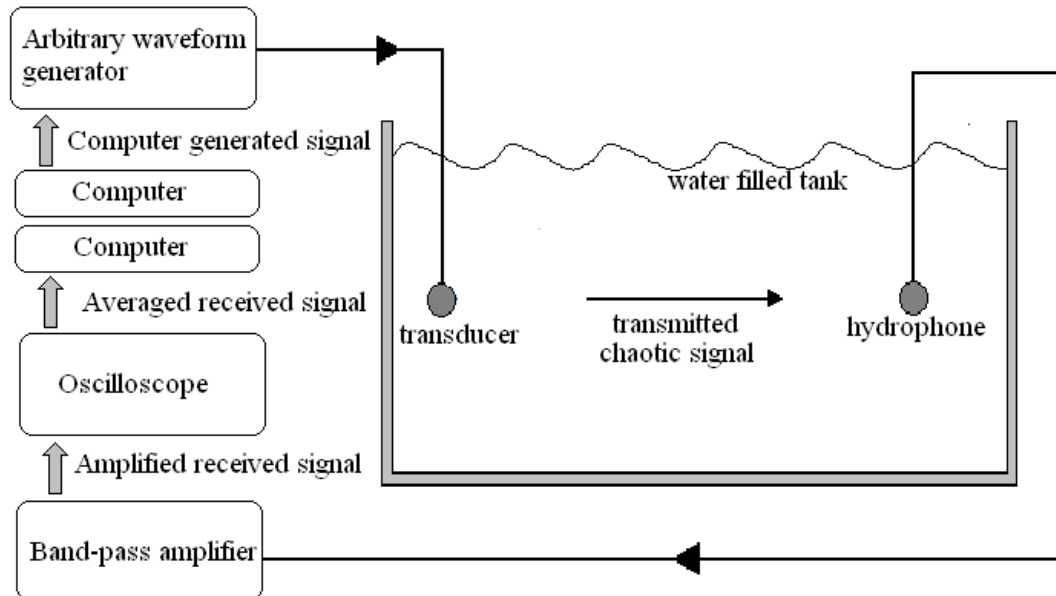 Arbitrary waveform
generator
Computer generated signal
Computer
Computer
Averaged received signal
Oscilloscope
Amplified received signal
Band-pass amplifier
water filled tank
transducer
transmitted
chaotic signal
hydrophone